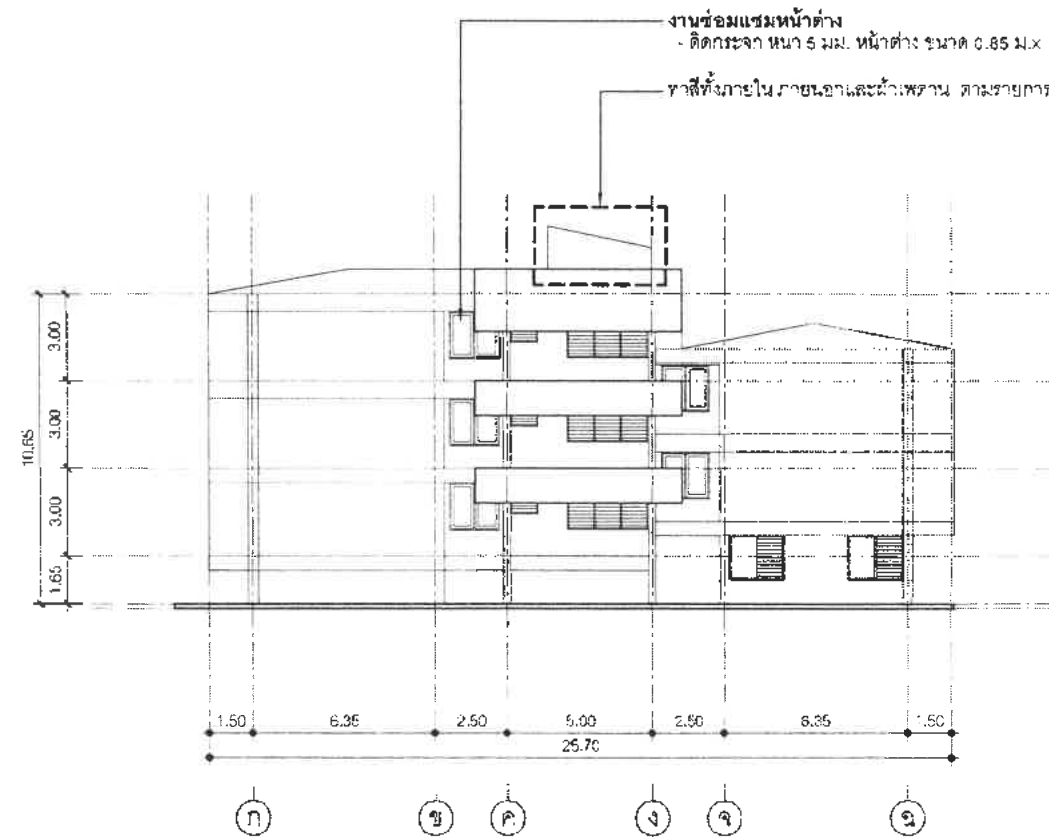 งานซ่อมแซมหน้าต่าง
- ติดกระจก หนา 5 มม. หน้าต่าง ขนาด 0.85 ม.x
ทาสีทั้งภายใน ภายนอกและฝ้าเพดาน ตามรายการ
3.00
3.00
10.65
3.00
1.65
1.50 6.35 2.50 5.00 2.50 6.35 1.50
25.70
ก ข ค ง จ ฉ